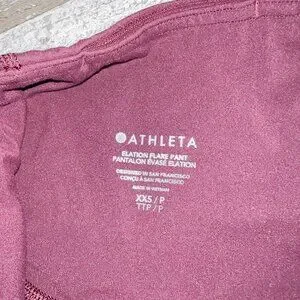 ATHLETA
ELATION FLARE PANT
PANTALON ÉVASÉ ELATION
DESIGNED IN SAN FRANCISCO
CONÇU À SAN FRANCISCO
MADE IN VIETNAM
XXS / P
TTP / P